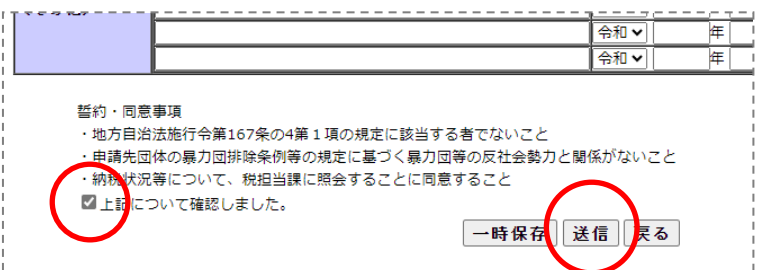 令和 年
令和 年
誓約・同意事項
・地方自治法施行令第167条の4第1項の規定に該当する者でないこと
・申請先団体の暴力団排除条例等の規定に基づく暴力団等の反社会勢力と関係がないこと
・納税状況等について、税担当課に照会することに同意すること
上記について確認しました。
一時保存 送信 戻る